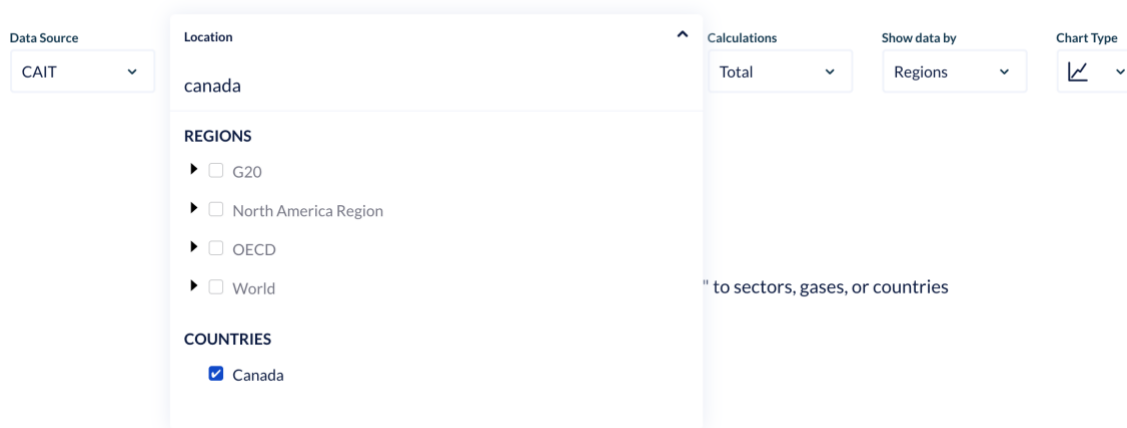 Data Source
Location
Calculations
Show data by
Chart Type
CAIT
canada
Total
Regions
REGIONS
G20
North America Region
OECD
World
" to sectors, gases, or countries
COUNTRIES
Canada